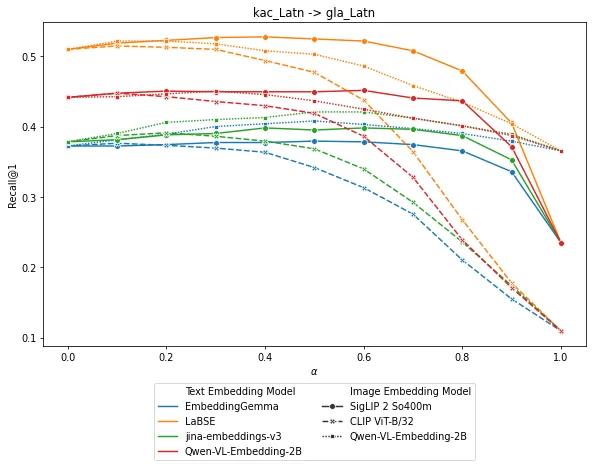 kac_Latn -> gla_Latn
Recall@1
0.5
0.4
0.3
0.2
0.1
0.0 0.2 0.4 0.6 0.8 1.0
α
Text Embedding Model Image Embedding Model
EmbeddingGemma SigLIP 2 So400m
LaBSE CLIP ViT-B/32
jina-embeddings-v3 Qwen-VL-Embedding-2B
Qwen-VL-Embedding-2B